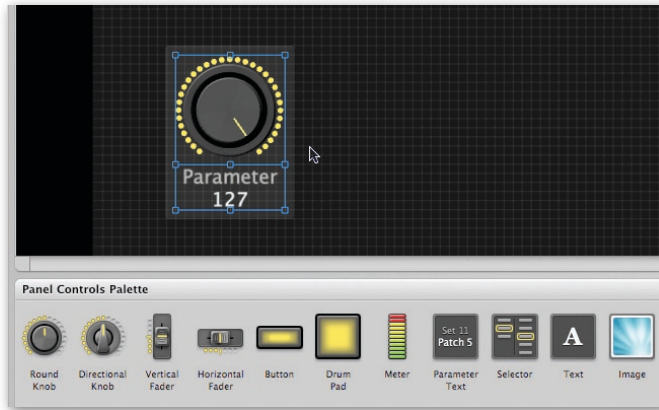 Parameter
127
Panel Controls Palette
Set 11
Patch 5
A
Round
Knob
Directional
Knob
Vertical
Fader
Horizontal
Fader
Button
Drum
Pad
Meter
Parameter
Text
Selector
Text
Image